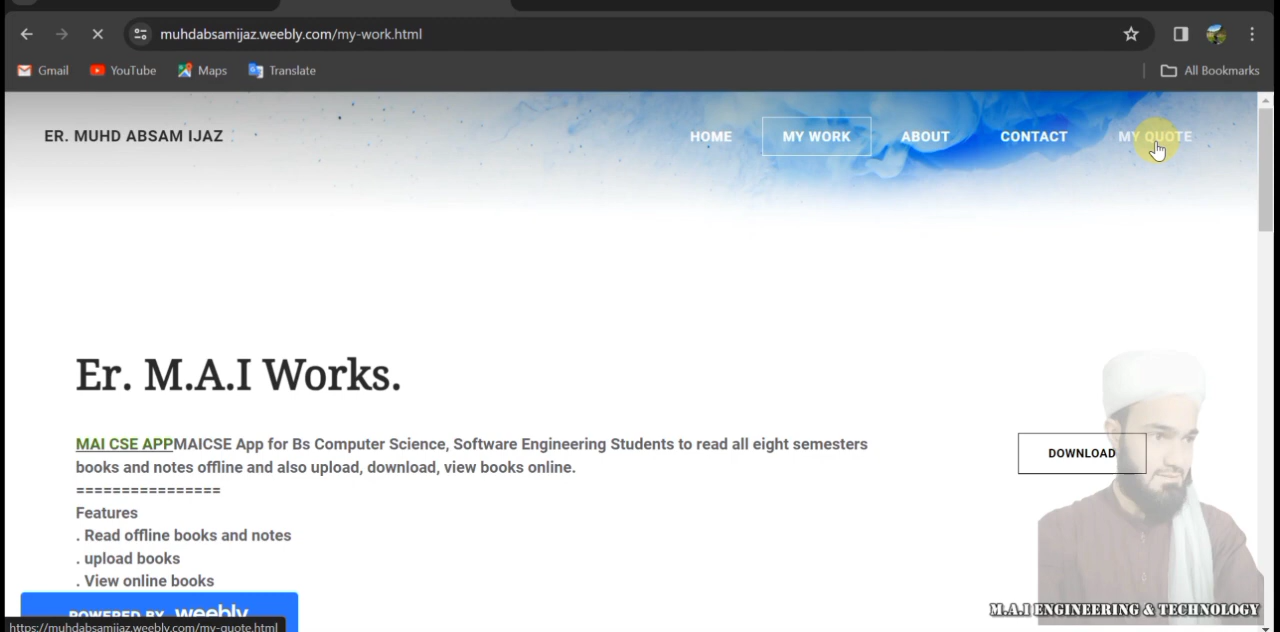 muhdabsamijaz.weebly.com/my-work.html
Gmail YouTube Maps Translate All Bookmarks
ER. MUHD ABSAM IJAZ HOME MY WORK ABOUT CONTACT MY QUOTE
Er. M.A.I Works.
MAI CSE APPMAICSE App for Bs Computer Science, Software Engineering Students to read all eight semesters
books and notes offline and also upload, download, view books online.
DOWNLOAD
================
Features
. Read offline books and notes
. upload books
. View online books
POWERED BY weebly
M.A.I ENGINEERING & TECHNOLOGY
https://muhdabsamijaz.weebly.com/my-quote.html